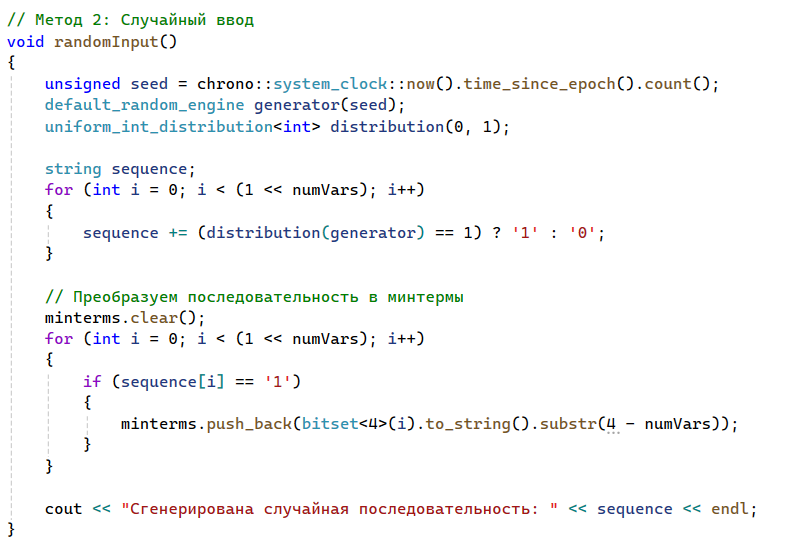 // Метод 2: Случайный ввод
void randomInput()
{
    unsigned seed = chrono::system_clock::now().time_since_epoch().count();
    default_random_engine generator(seed);
    uniform_int_distribution<int> distribution(0, 1);

    string sequence;
    for (int i = 0; i < (1 << numVars); i++)
    {
        sequence += (distribution(generator) == 1) ? '1' : '0';
    }

    // Преобразуем последовательность в минтермы
    minterms.clear();
    for (int i = 0; i < (1 << numVars); i++)
    {
        if (sequence[i] == '1')
        {
            minterms.push_back(bitset<4>(i).to_string().substr(4 - numVars));
        }
    }

    cout << "Сгенерирована случайная последовательность: " << sequence << endl;
}